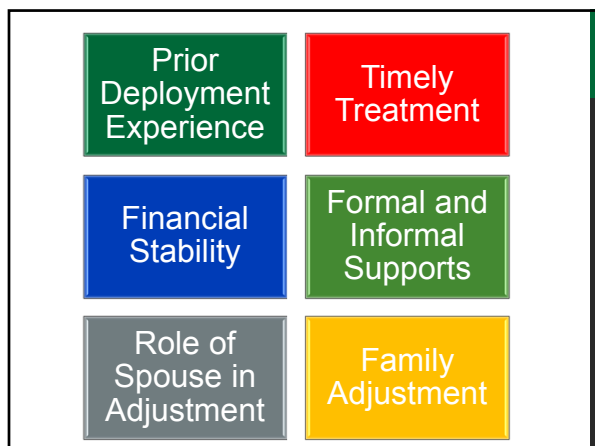 Prior
Deployment
Experience
Timely
Treatment
Financial
Stability
Formal and
Informal
Supports
Role of
Spouse in
Adjustment
Family
Adjustment